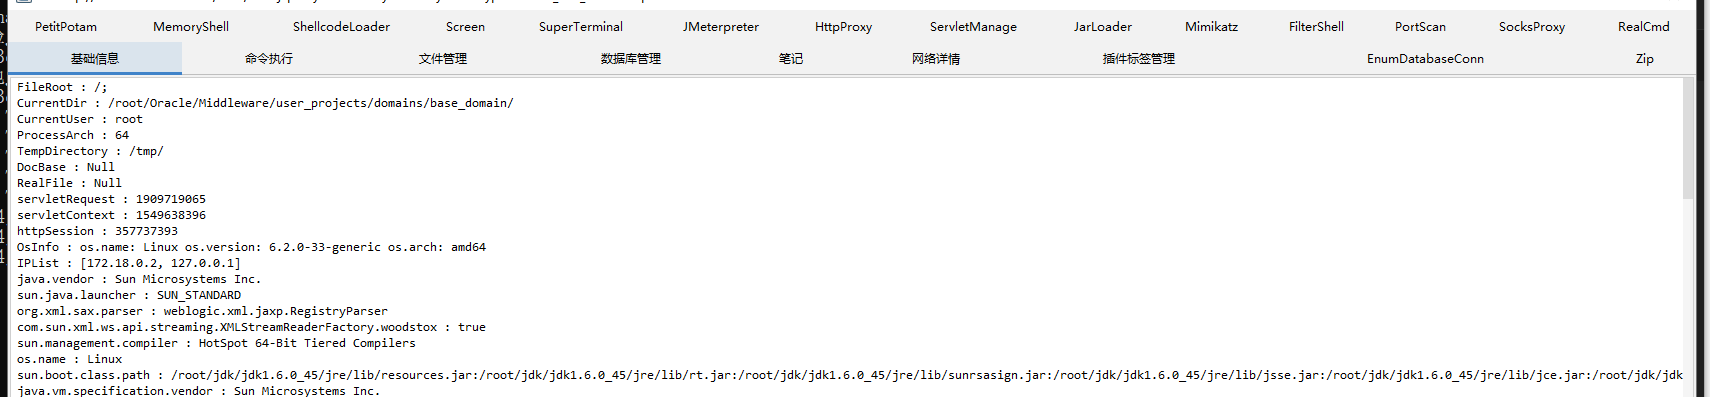 PetitPotam MemoryShell ShellcodeLoader Screen SuperTerminal JMeterpreter HttpProxy ServletManage JarLoader Mimikatz FilterShell PortScan SocksProxy RealCmd
基础信息 命令执行 文件管理 数据库管理 笔记 网络详情 插件标签管理 EnumDatabaseConn Zip
FileRoot : /;
CurrentDir : /root/Oracle/Middleware/user_projects/domains/base_domain/
CurrentUser : root
ProcessArch : 64
TempDirectory : /tmp/
DocBase : Null
RealFile : Null
servletRequest : 1909719065
servletContext : 1549638396
httpSession : 357737393
OsInfo : os.name: Linux os.version: 6.2.0-33-generic os.arch: amd64
IPList : [172.18.0.2, 127.0.0.1]
java.vendor : Sun Microsystems Inc.
sun.java.launcher : SUN_STANDARD
org.xml.sax.parser : weblogic.xml.jaxp.RegistryParser
com.sun.xml.ws.api.streaming.XMLStreamReaderFactory.woodstox : true
sun.management.compiler : HotSpot 64-Bit Tiered Compilers
os.name : Linux
sun.boot.class.path : /root/jdk/jdk1.6.0_45/jre/lib/resources.jar:/root/jdk/jdk1.6.0_45/jre/lib/rt.jar:/root/jdk/jdk1.6.0_45/jre/lib/sunrsasign.jar:/root/jdk/jdk1.6.0_45/jre/lib/jsse.jar:/root/jdk/jdk1.6.0_45/jre/lib/jce.jar:/root/jdk/jdk
java.vm.specification.vendor : Sun Microsystems Inc.